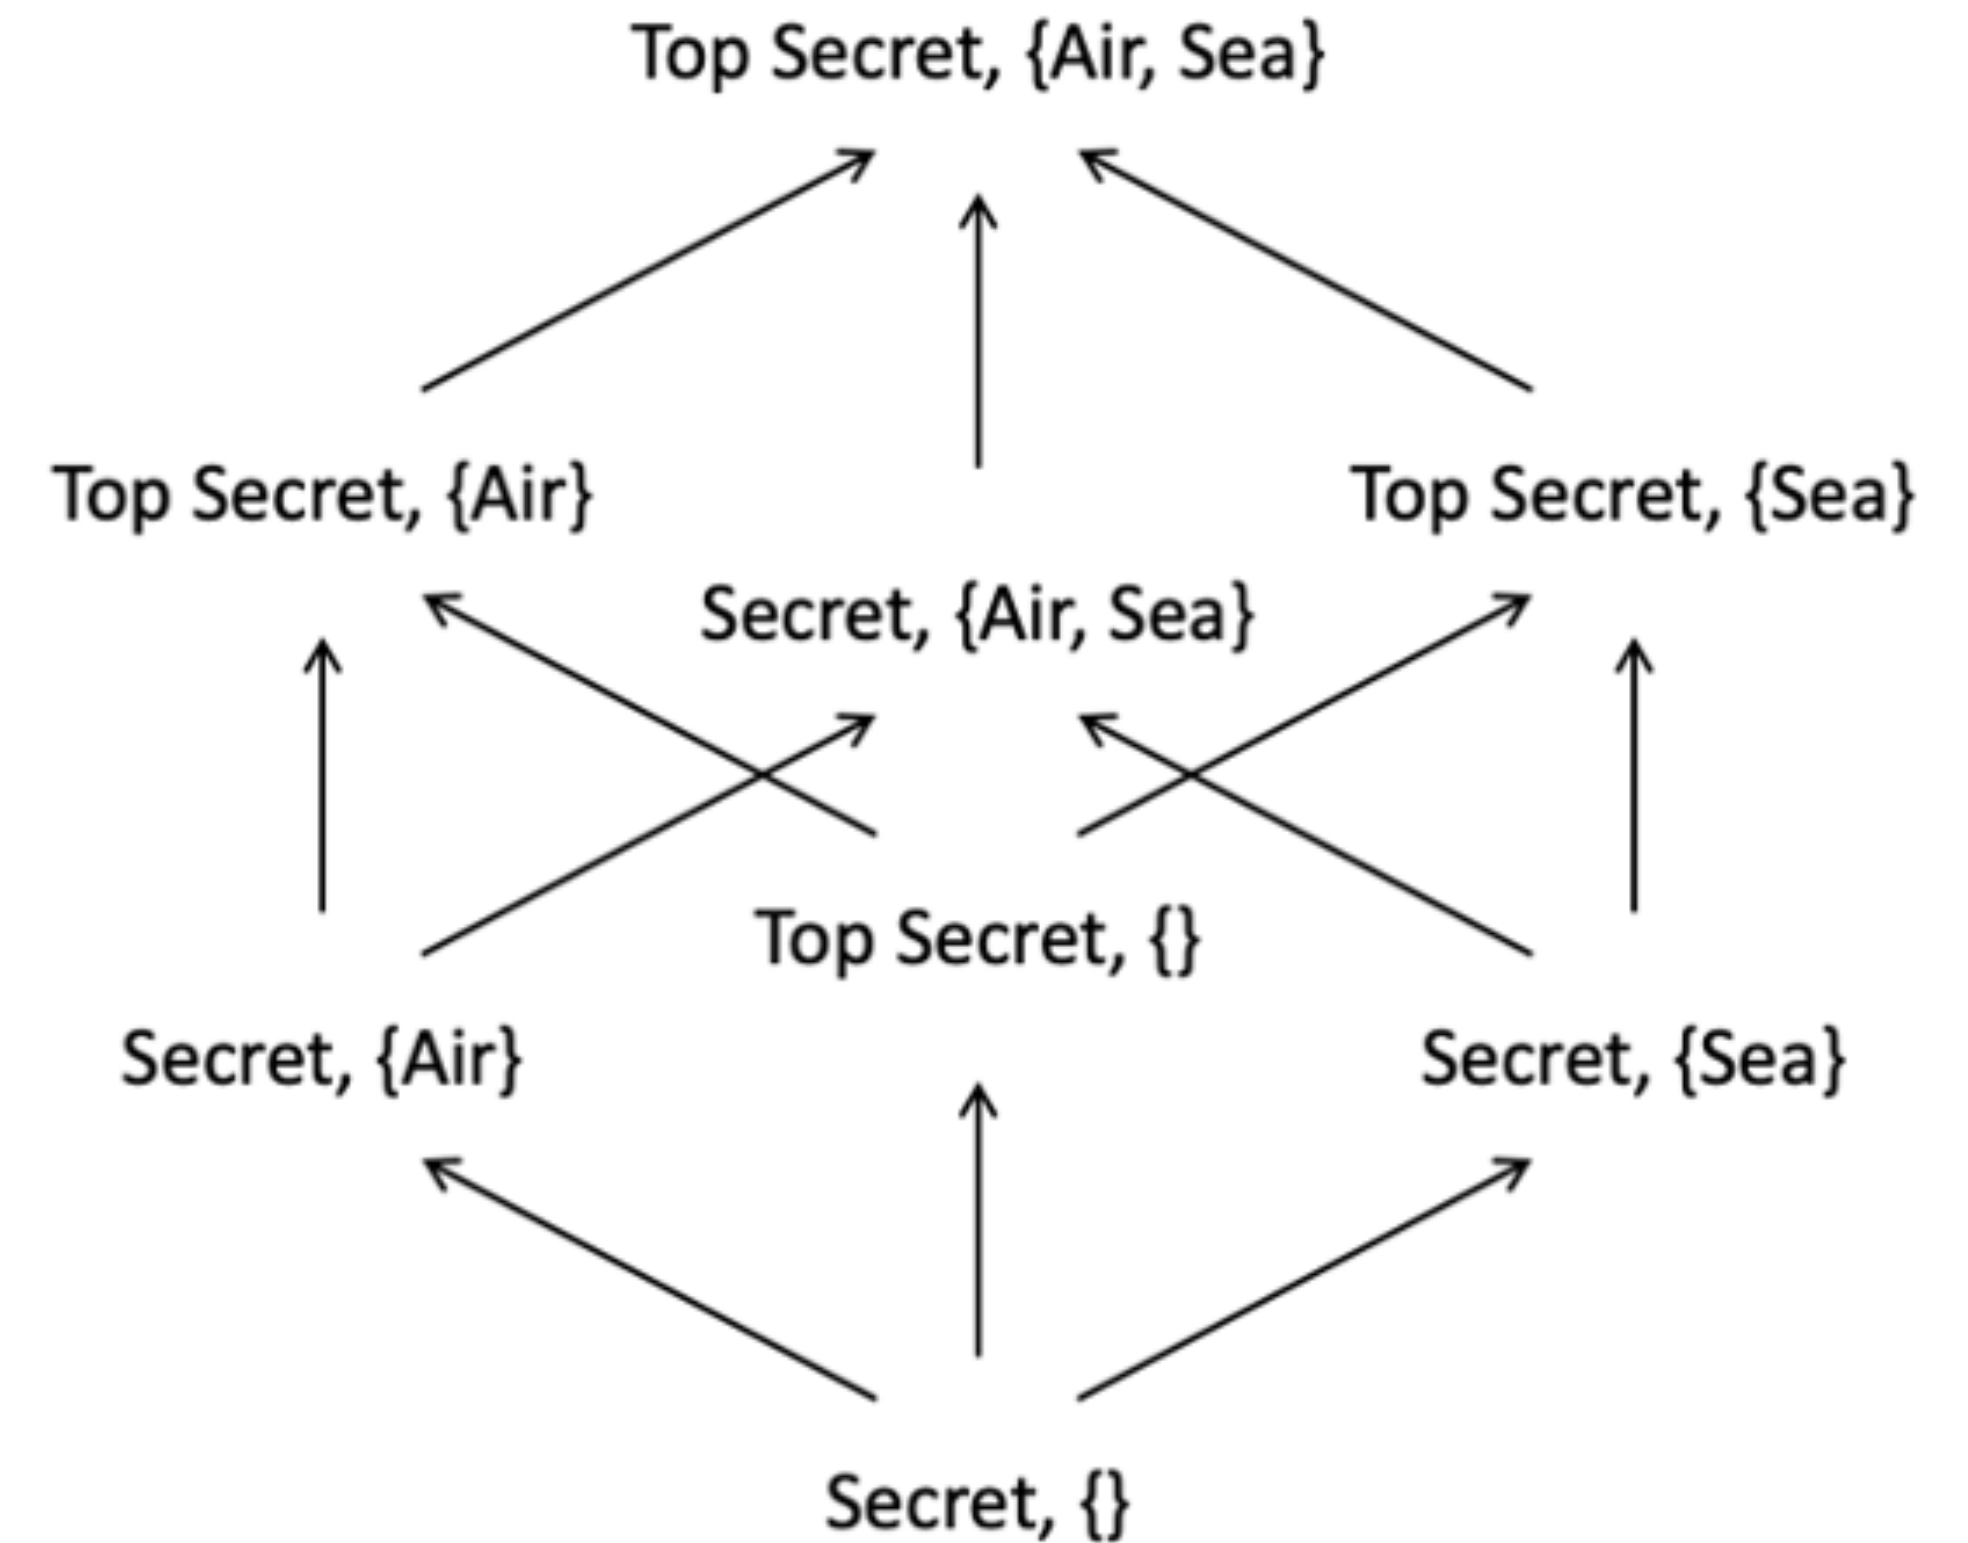 Top Secret, {Air, Sea}
Top Secret, {Air}
Top Secret, {Sea}
Secret, {Air, Sea}
Top Secret, {}
Secret, {Air}
Secret, {Sea}
Secret, {}